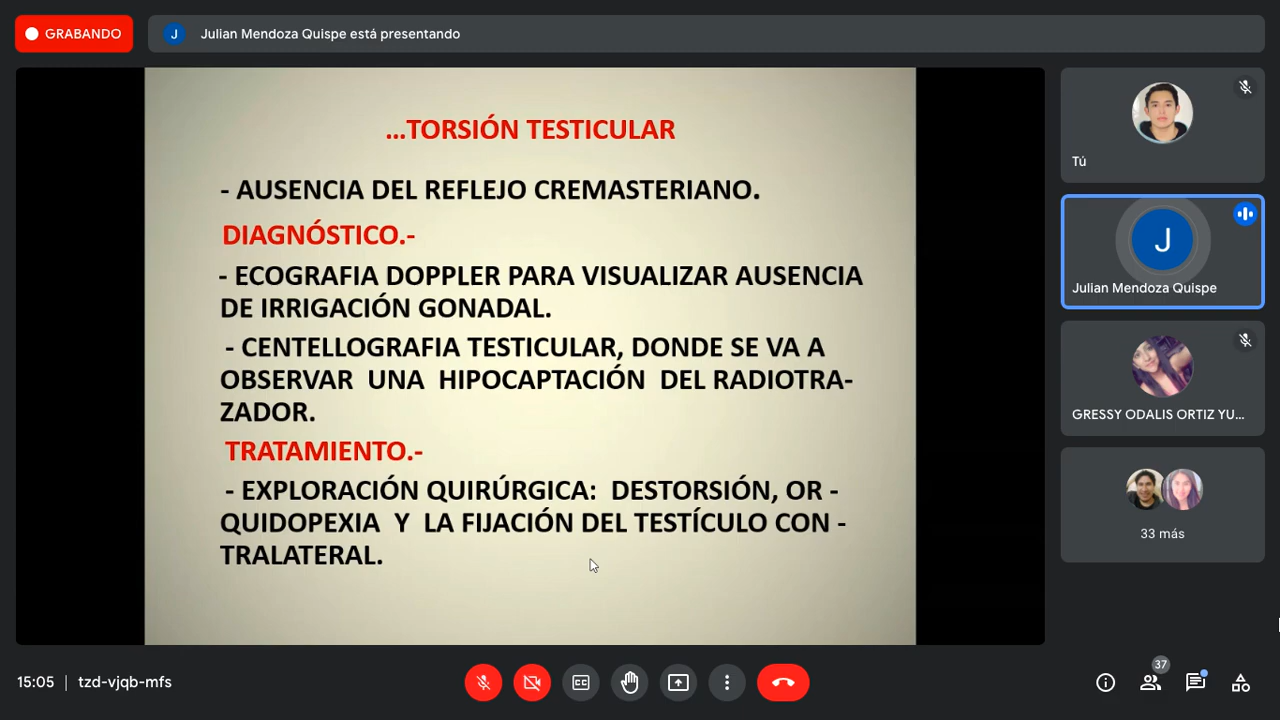 GRABANDO
J
Julian Mendoza Quispe está presentando
...TORSIÓN TESTICULAR
- AUSENCIA DEL REFLEJO CREMASTERIANO.
DIAGNÓSTICO.-
- ECOGRAFIA DOPPLER PARA VISUALIZAR AUSENCIA
DE IRRIGACIÓN GONADAL.
- CENTELLOGRAFIA TESTICULAR, DONDE SE VA A
OBSERVAR UNA HIPOCAPTACIÓN DEL RADIOTRA-
ZADOR.
TRATAMIENTO.-
- EXPLORACIÓN QUIRÚRGICA: DESTORSIÓN, OR -
QUIDOPEXIA Y LA FIJACIÓN DEL TESTÍCULO CON -
TRALATERAL.
Tú
J
Julian Mendoza Quispe
GRESSY ODALIS ORTIZ YU...
33 más
15:05 | tzd-vjqb-mfs
CC
37